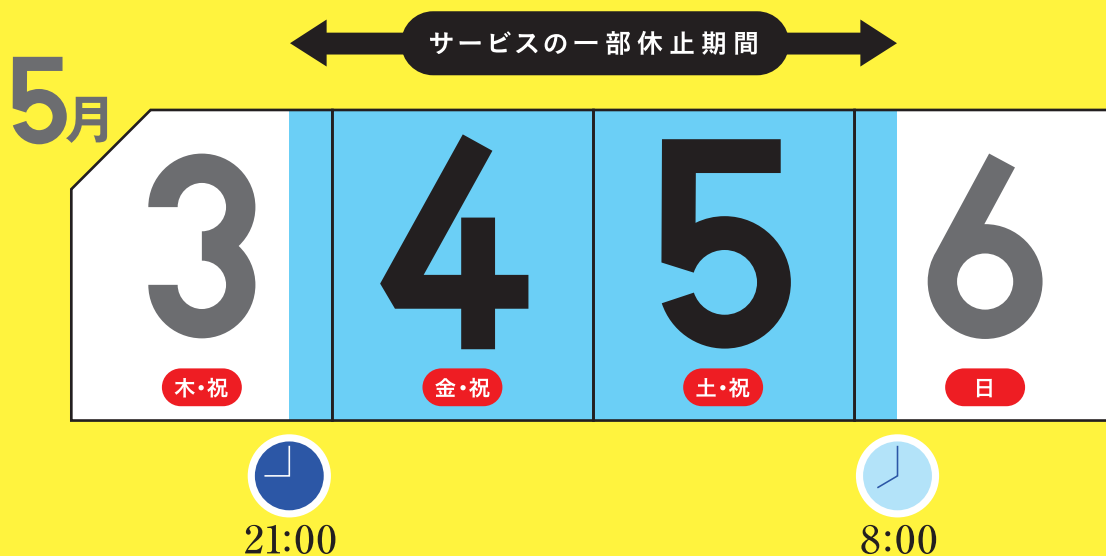 サービスの一部休止期間
5月
3 4 5 6
木・祝 金・祝 土・祝 日
21:00 8:00